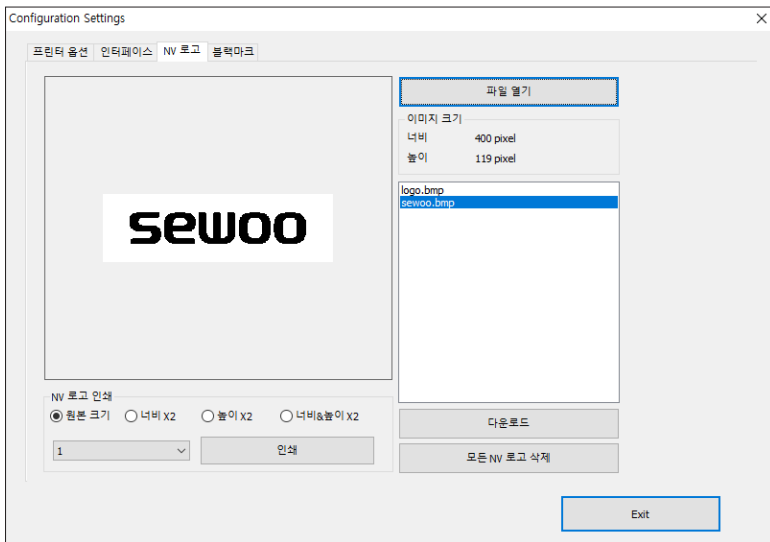 Configuration Settings
프린터 옵션 인터페이스 NV 로고 블랙마크
sewoo
파일 열기
이미지 크기
너비 400 pixel
높이 119 pixel
logo.bmp
sewoo.bmp
NV 로고 인쇄
원본 크기 너비 X2 높이 X2 너비&높이 X2
1 인쇄
다운로드
모든 NV 로고 삭제
Exit